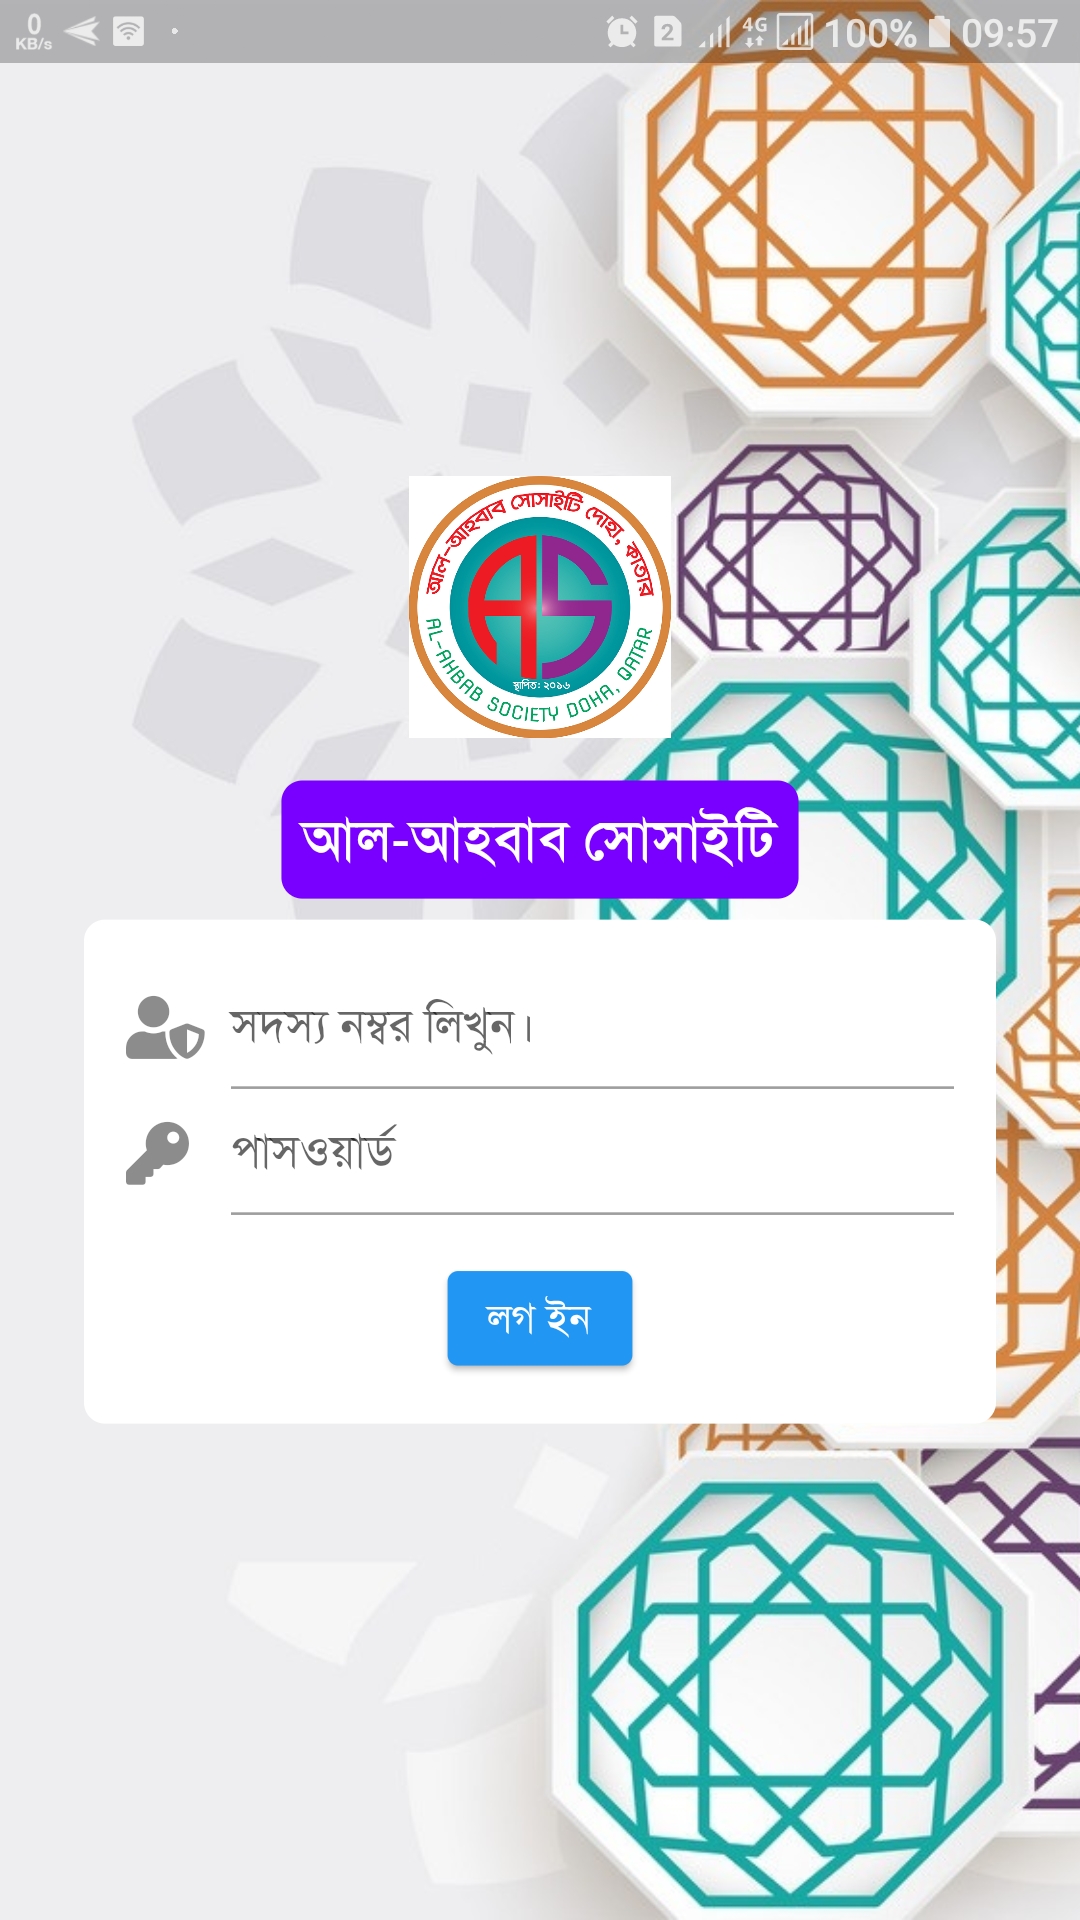 0
KB/s
2
4G
100%
09:57
আল-আহবাব সোসাইটি দোহা, কাতার
AS
স্থাপিত: ২০১৬
AL-AHBAB SOCIETY DOHA, QATAR
আল-আহবাব সোসাইটি
সদস্য নম্বর লিখুন।
পাসওয়ার্ড
লগ ইন